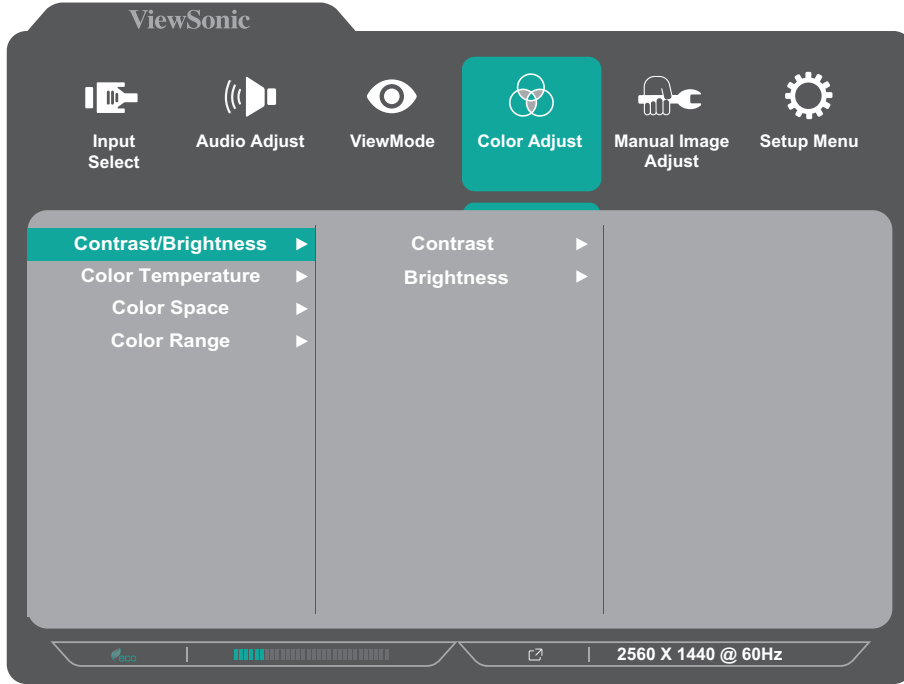 ViewSonic
Input Select
Audio Adjust
ViewMode
Color Adjust
Manual Image Adjust
Setup Menu
Contrast/Brightness
Color Temperature
Color Space
Color Range
Contrast
Brightness
eco
2560 X 1440 @ 60Hz